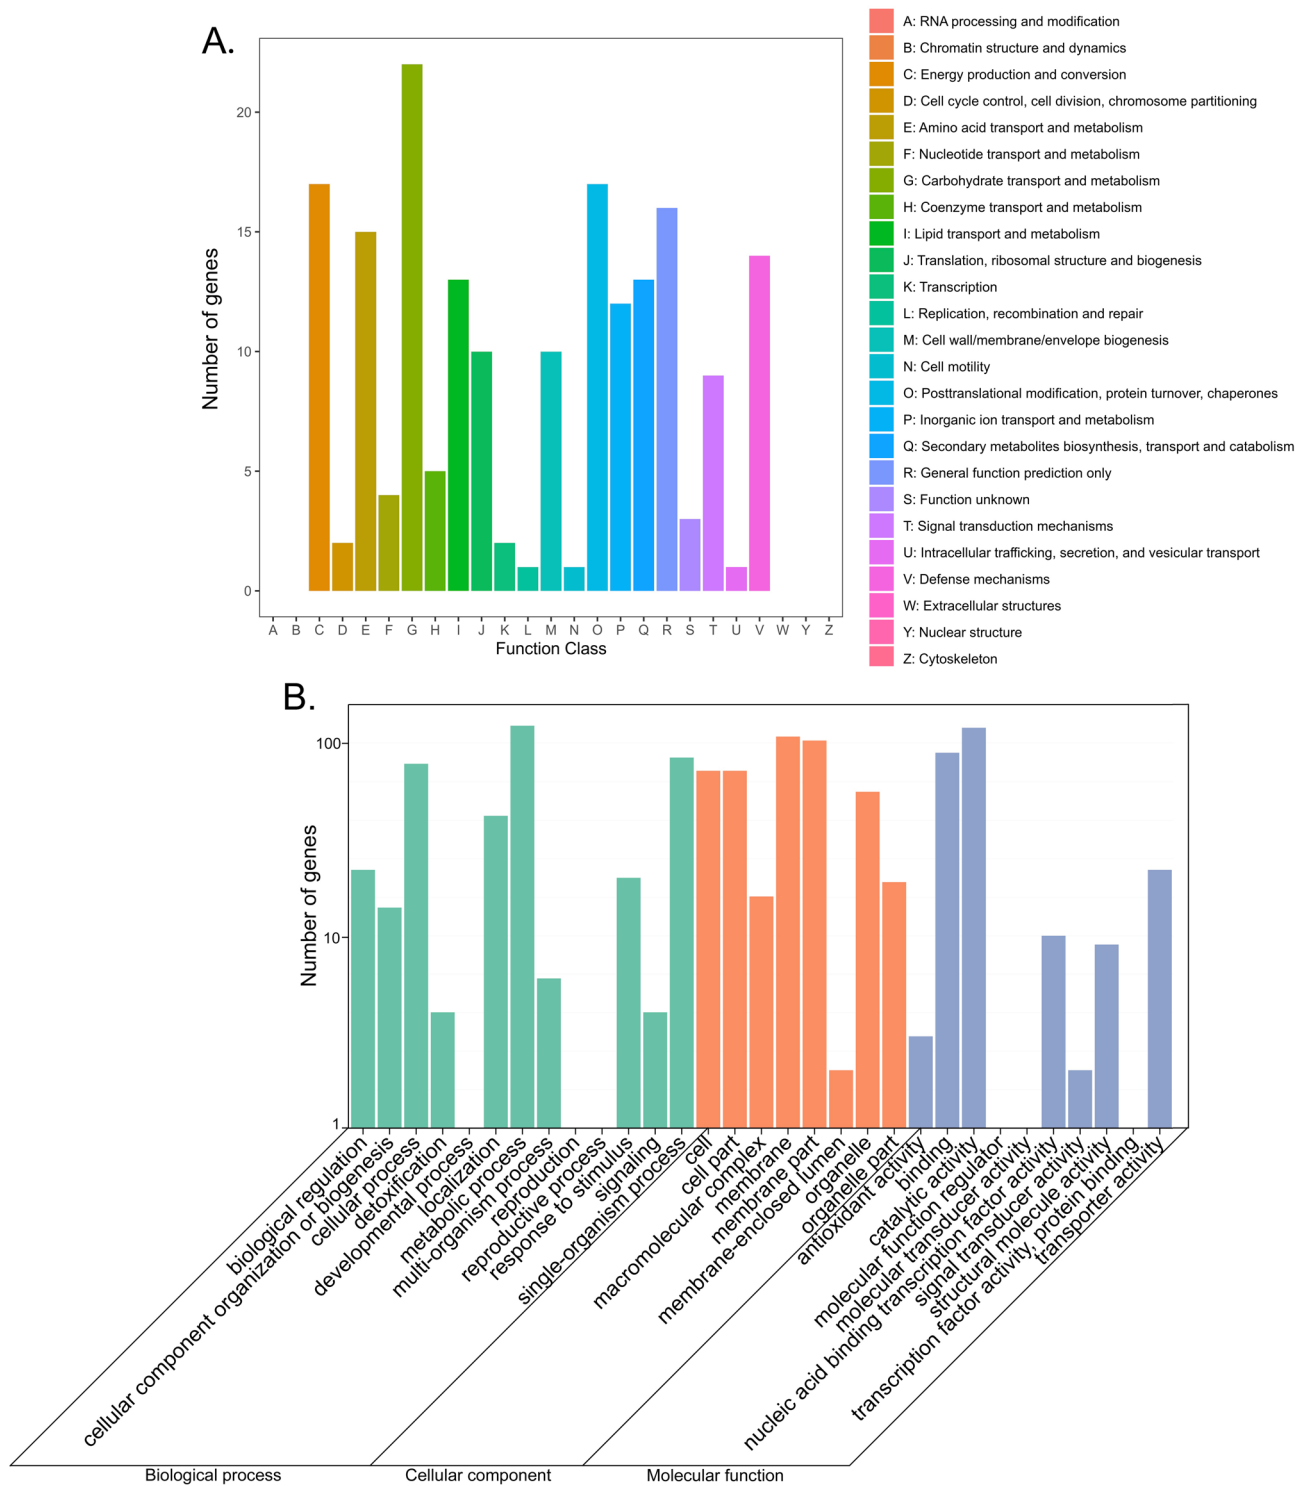 A.
Number of genes
20
15
10
5
0
A B C D E F G H I J K L M N O P Q R S T U V W Y Z
Function Class
A: RNA processing and modification
B: Chromatin structure and dynamics
C: Energy production and conversion
D: Cell cycle control, cell division, chromosome partitioning
E: Amino acid transport and metabolism
F: Nucleotide transport and metabolism
G: Carbohydrate transport and metabolism
H: Coenzyme transport and metabolism
I: Lipid transport and metabolism
J: Translation, ribosomal structure and biogenesis
K: Transcription
L: Replication, recombination and repair
M: Cell wall/membrane/envelope biogenesis
N: Cell motility
O: Posttranslational modification, protein turnover, chaperones
P: Inorganic ion transport and metabolism
Q: Secondary metabolites biosynthesis, transport and catabolism
R: General function prediction only
S: Function unknown
T: Signal transduction mechanisms
U: Intracellular trafficking, secretion, and vesicular transport
V: Defense mechanisms
W: Extracellular structures
Y: Nuclear structure
Z: Cytoskeleton
B.
Number of genes
100
10
1
biological regulation
cellular component organization or biogenesis
cellular process
detoxification
developmental process
localization
metabolic process
multi-organism process
reproduction
reproductive process
response to stimulus
signaling
single-organism process
cell
cell part
macromolecular complex
membrane
membrane part
membrane-enclosed lumen
organelle
organelle part
antioxidant activity
binding
catalytic activity
molecular function regulator
molecular transducer activity
nucleic acid binding transcription factor activity
signal transducer activity
structural molecule activity
transcription factor activity, protein binding
transporter activity
Biological process
Cellular component
Molecular function